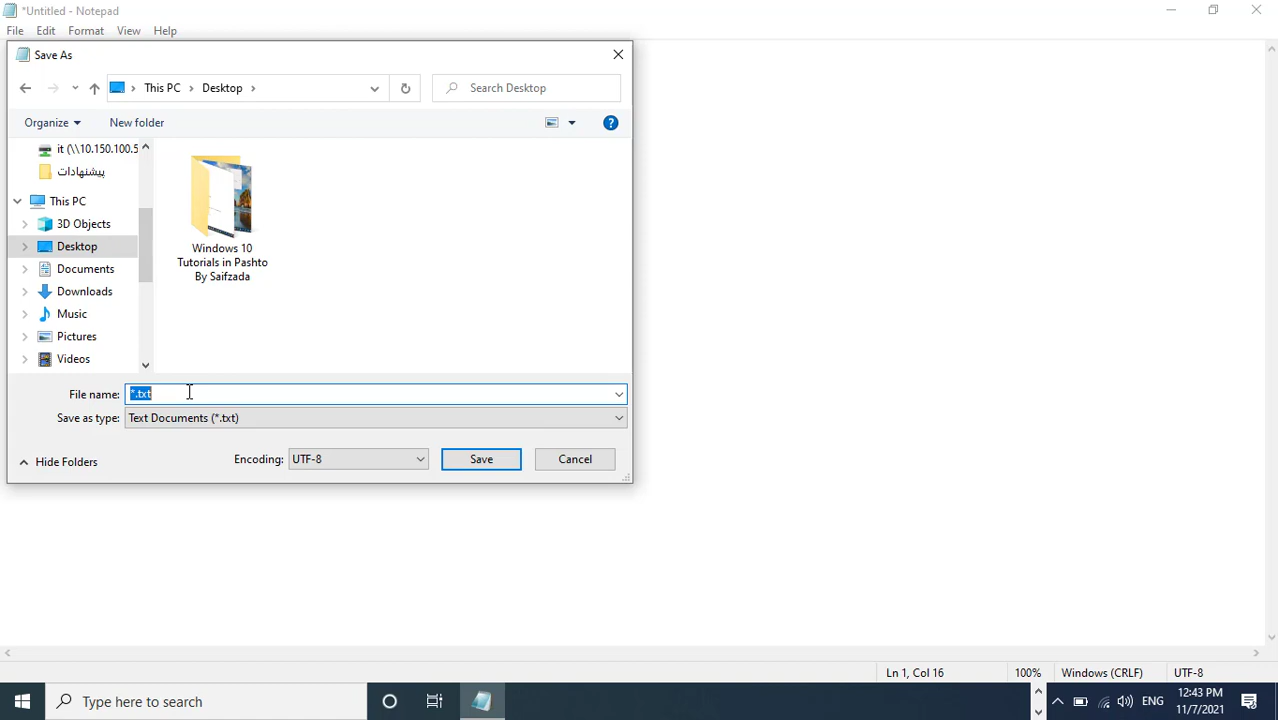 *Untitled - Notepad
File Edit Format View Help
Save As
This PC Desktop
Search Desktop
Organize New folder
it (\\10.150.100.5
پیشنهادات
This PC
3D Objects
Desktop
Documents
Downloads
Music
Pictures
Videos
Windows 10
Tutorials in Pashto
By Saifzada
File name: *.txt
Save as type: Text Documents (*.txt)
Hide Folders
Encoding: UTF-8 Save Cancel
Ln 1, Col 16 100% Windows (CRLF) UTF-8
Type here to search
ENG
12:43 PM
11/7/2021